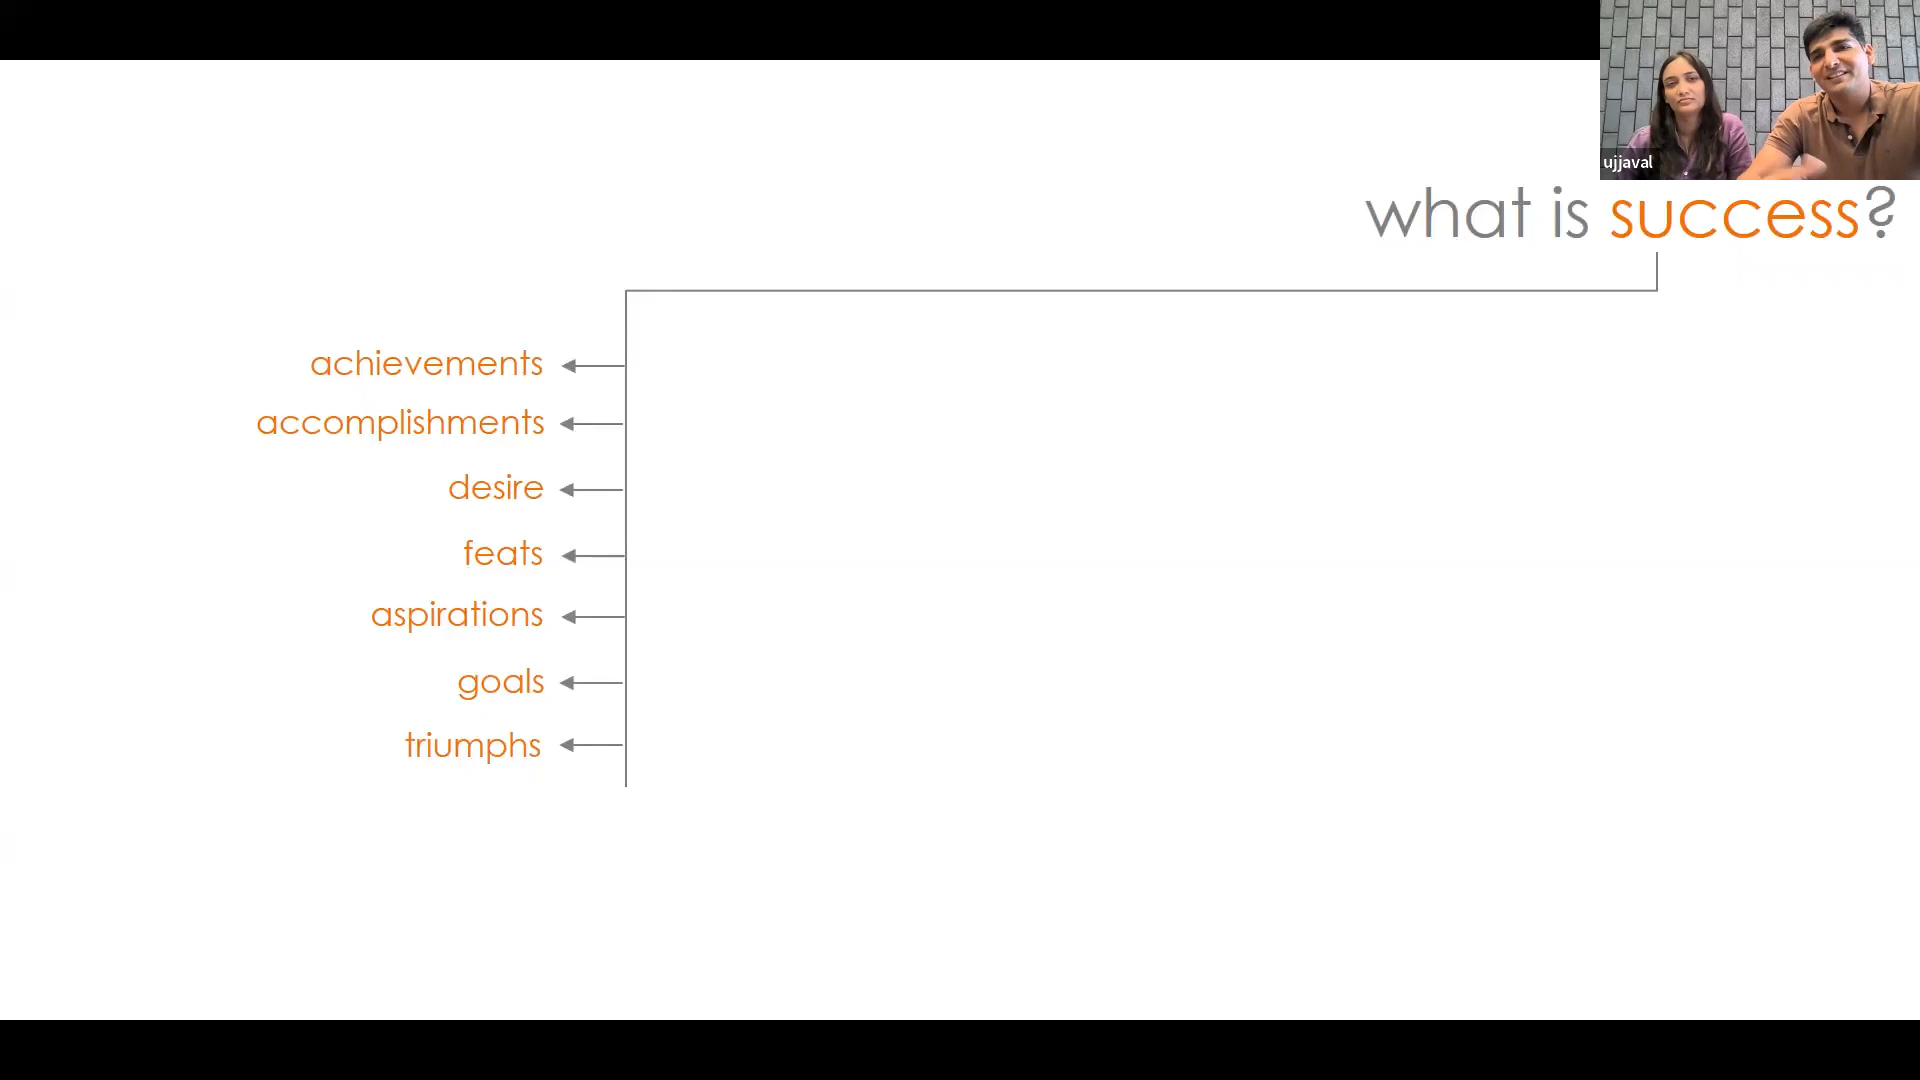 ujjaval
what is success?
achievements
accomplishments
desire
feats
aspirations
goals
triumphs